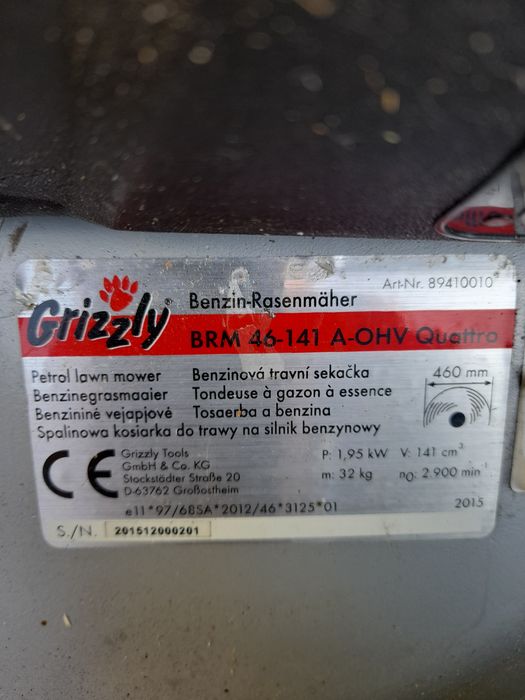 Art-Nr. 89410010
Grizzly® Benzin-Rasenmäher
BRM 46-141 A-OHV Quattro
Petrol lawn mower Benzinová travní sekačka 460 mm
Benzinegrasmaaier Tondeuse à gazon à essence
Benzininé vejapjové Tosaerba a benzina
Spalinowa kosiarka do trawy na silnik benzynowy
CE
Grizzly Tools P: 1,95 kW V: 141 cm³
GmbH & Co. KG m: 32 kg n0: 2.900 min⁻¹
Stockstädter Straße 20
D-63762 Großostheim
e11*97/68SA*2012/46*3125*01 2015
S./N. 201512000201